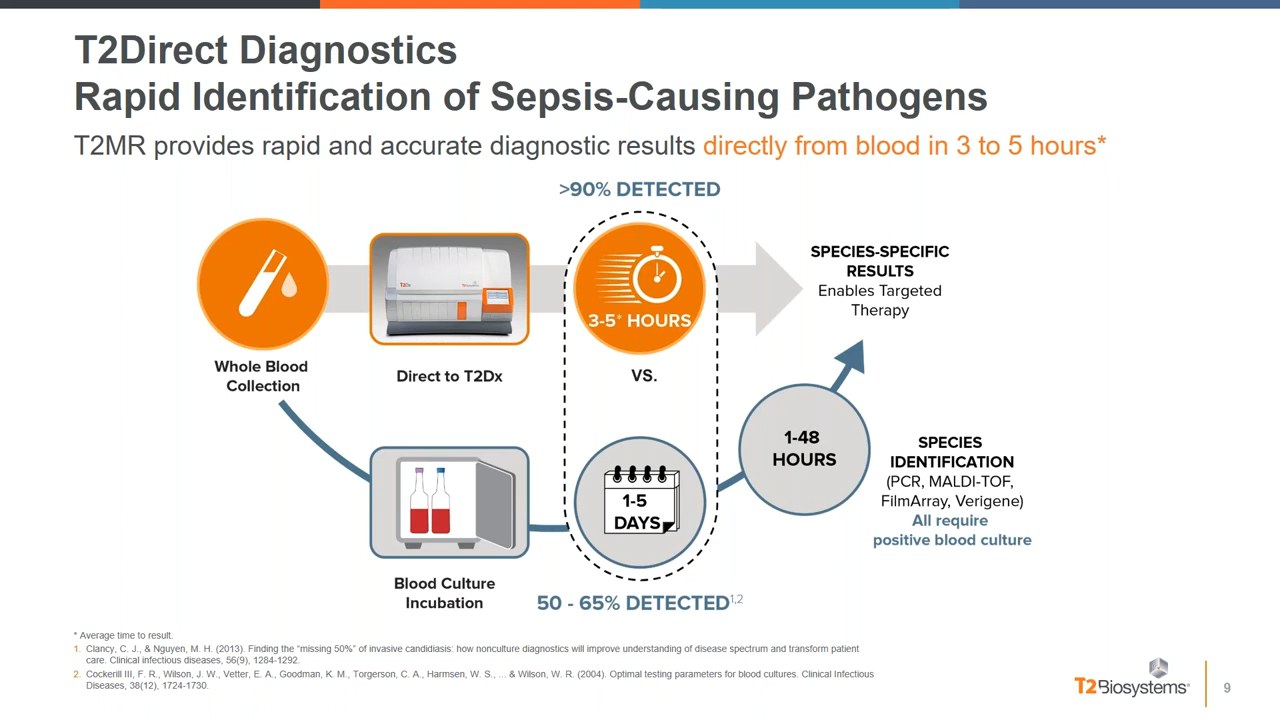 T2Direct Diagnostics
Rapid Identification of Sepsis-Causing Pathogens
T2MR provides rapid and accurate diagnostic results directly from blood in 3 to 5 hours*
>90% DETECTED
Whole Blood
Collection
T2Dx
T2Biosystems
Direct to T2Dx
3-5* HOURS
VS.
SPECIES-SPECIFIC
RESULTS
Enables Targeted
Therapy
Blood Culture
Incubation
1-5
DAYS
50 - 65% DETECTED1,2
1-48
HOURS
SPECIES
IDENTIFICATION
(PCR, MALDI-TOF,
FilmArray, Verigene)
All require
positive blood culture
* Average time to result.
1. Clancy, C. J., & Nguyen, M. H. (2013). Finding the “missing 50%” of invasive candidiasis: how nonculture diagnostics will improve understanding of disease spectrum and transform patient
care. Clinical infectious diseases, 56(9), 1284-1292.
2. Cockerill III, F. R., Wilson, J. W., Vetter, E. A., Goodman, K. M., Torgerson, C. A., Harmsen, W. S., ... & Wilson, W. R. (2004). Optimal testing parameters for blood cultures. Clinical Infectious
Diseases, 38(12), 1724-1730.
T2Biosystems®
9